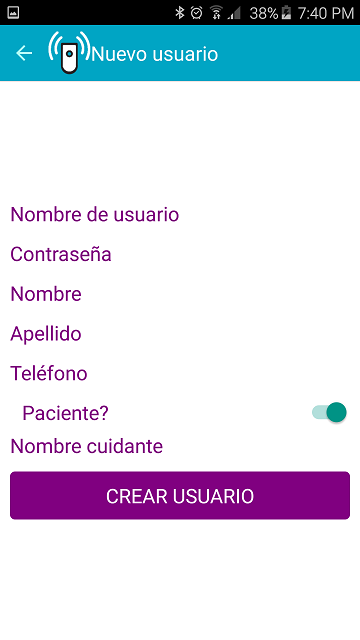 38% 7:40 PM
Nuevo usuario
Nombre de usuario
Contraseña
Nombre
Apellido
Teléfono
Paciente?
Nombre cuidante
CREAR USUARIO